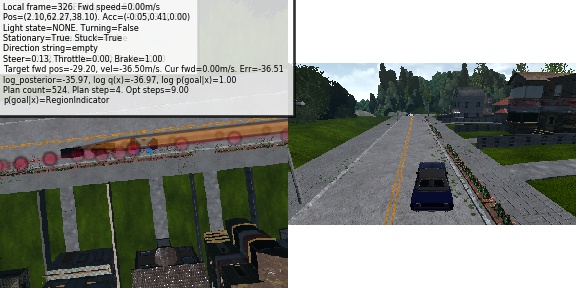 Local frame=326: Fwd speed=0.00m/s
Pos=(2.10,62.27,38.10). Acc=(-0.05,0.41,0.00)
Light state=NONE. Turning=False
Stationary=True: Stuck=True
Direction string=empty
Steer=0.13; Throttle=0.00, Brake=1.00
Target fwd pos=-29.20, vel=-36.50m/s. Cur fwd=0.00m/s. Err=-36.51
log_posterior=-35.97, log q(x)=-36.97, log p(goal|x)=1.00
Plan count=524. Plan step=4. Opt steps=9.00
p(goal|x)=RegionIndicator